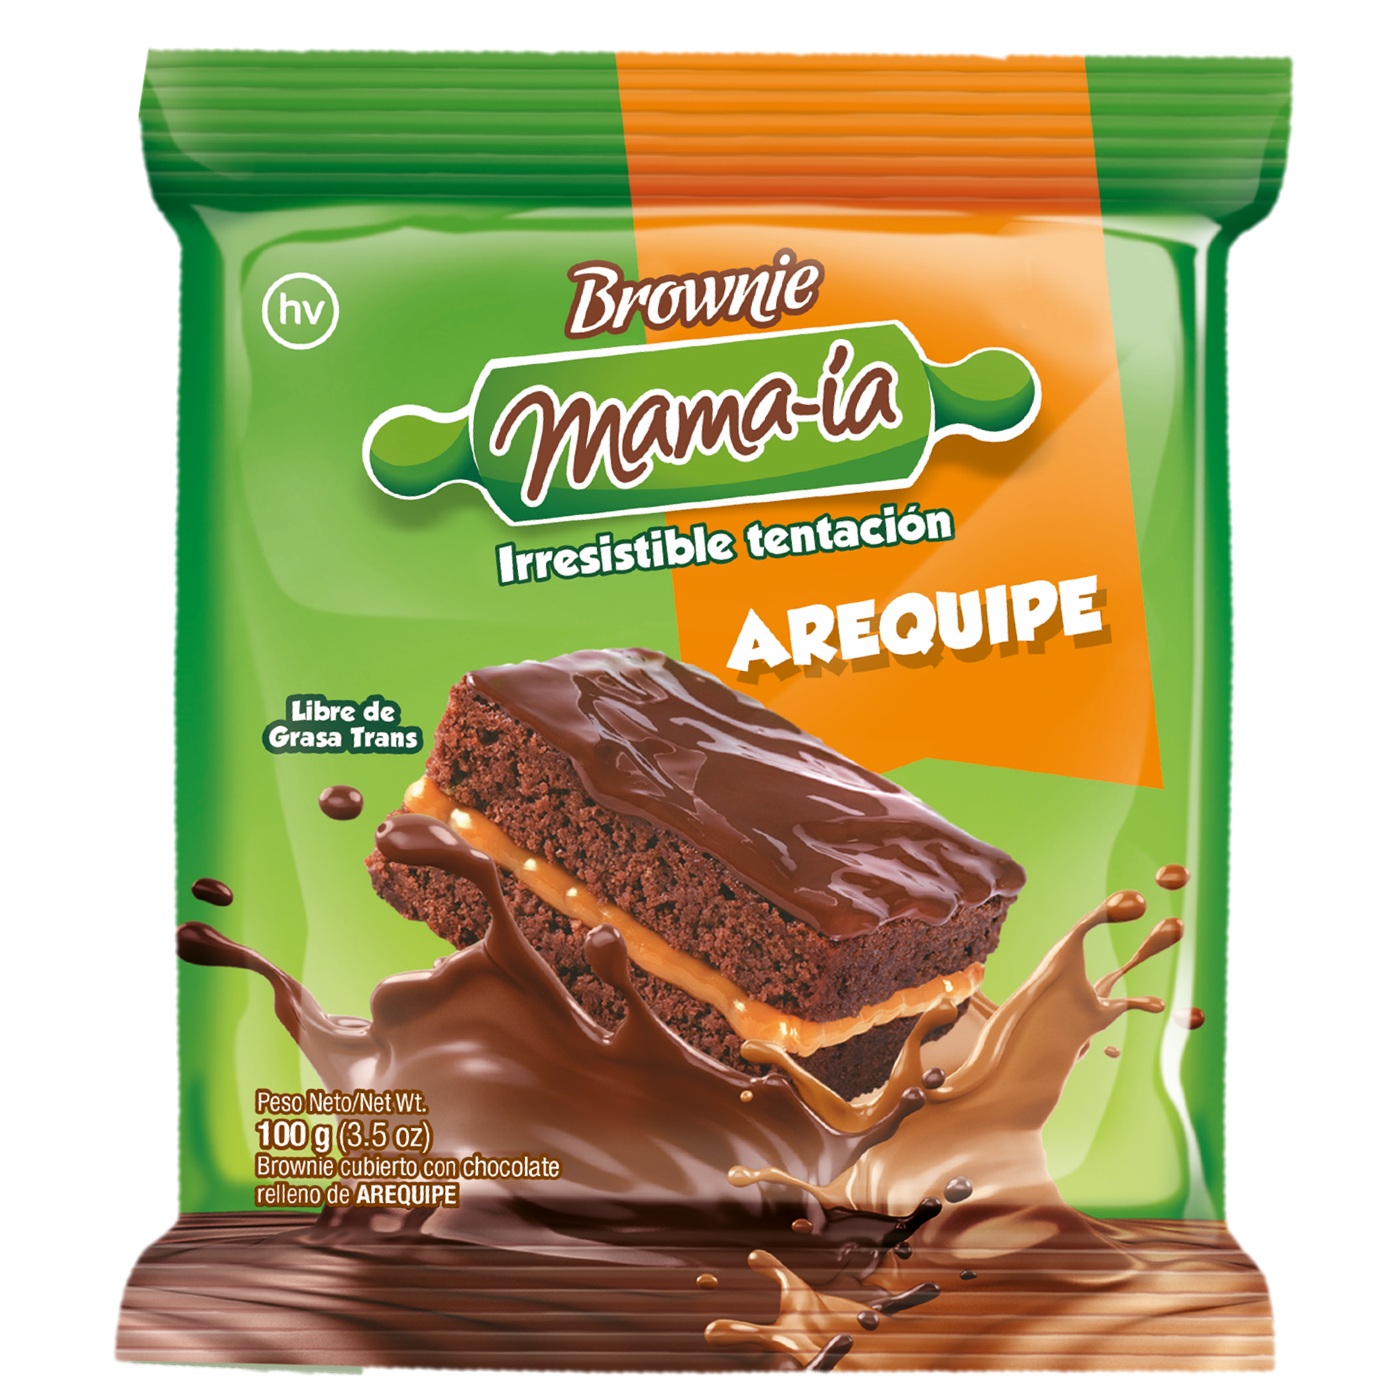 hv
Brownie
Mama-ía
Irresistible tentación
AREQUIPE
Libre de
Grasa Trans
Peso Neto/Net Wt.
100 g (3.5 oz)
Brownie cubierto con chocolate
relleno de AREQUIPE